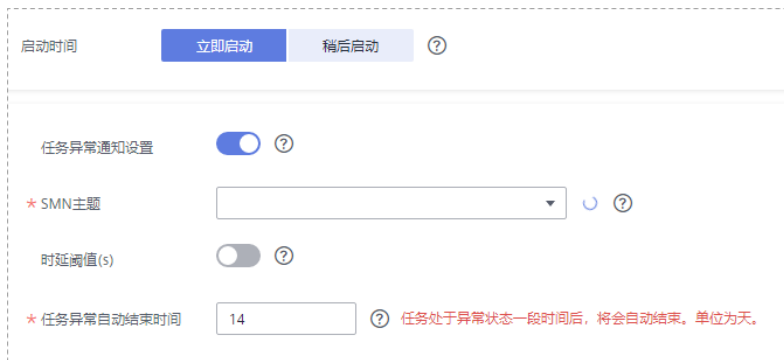 启动时间 立即启动 稍后启动 ?
任务异常通知设置 ?
* SMN主题 ?
时延阈值(s) ?
* 任务异常自动结束时间 14 ? 任务处于异常状态一段时间后，将会自动结束。单位为天。